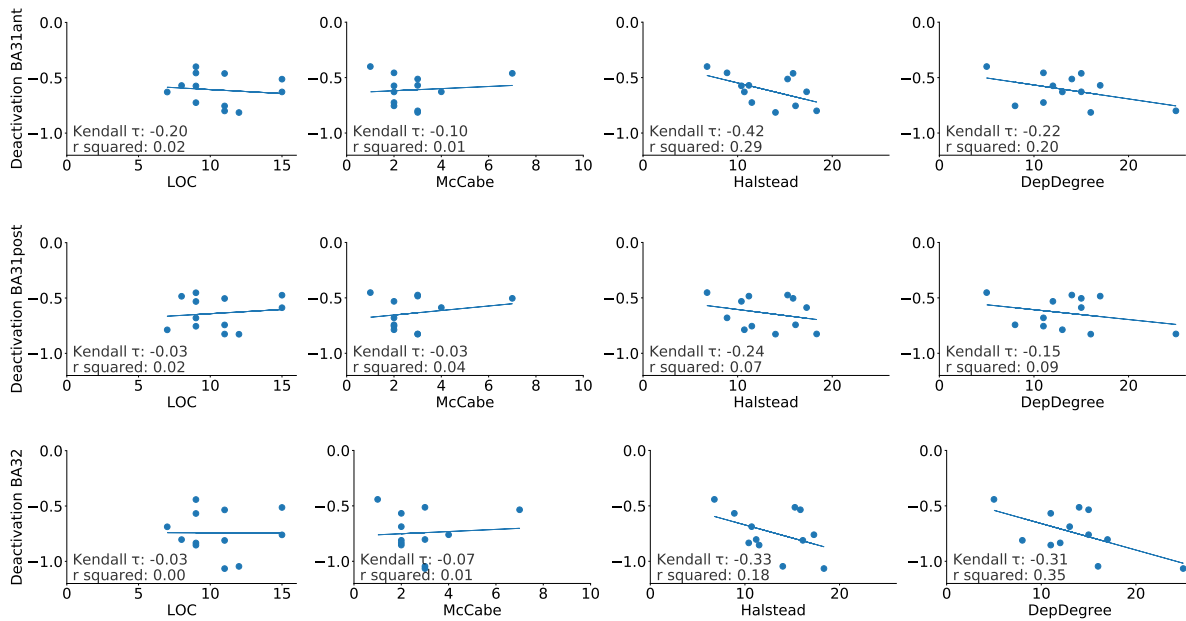 Deactivation BA31ant
0.0
−0.5
−1.0
Kendall τ: -0.20
r squared: 0.02
0 5 10 15
LOC
0.0
−0.5
−1.0
Kendall τ: -0.10
r squared: 0.01
0 2 4 6 8 10
McCabe
0.0
−0.5
−1.0
Kendall τ: -0.42
r squared: 0.29
0 10 20
Halstead
0.0
−0.5
−1.0
Kendall τ: -0.22
r squared: 0.20
0 10 20
DepDegree
Deactivation BA31post
0.0
−0.5
−1.0
Kendall τ: -0.03
r squared: 0.02
0 5 10 15
LOC
0.0
−0.5
−1.0
Kendall τ: -0.03
r squared: 0.04
0 2 4 6 8 10
McCabe
0.0
−0.5
−1.0
Kendall τ: -0.24
r squared: 0.07
0 10 20
Halstead
0.0
−0.5
−1.0
Kendall τ: -0.15
r squared: 0.09
0 10 20
DepDegree
Deactivation BA32
0.0
−0.5
−1.0
Kendall τ: -0.03
r squared: 0.00
0 5 10 15
LOC
0.0
−0.5
−1.0
Kendall τ: -0.07
r squared: 0.01
0 2 4 6 8 10
McCabe
0.0
−0.5
−1.0
Kendall τ: -0.33
r squared: 0.18
0 10 20
Halstead
0.0
−0.5
−1.0
Kendall τ: -0.31
r squared: 0.35
0 10 20
DepDegree